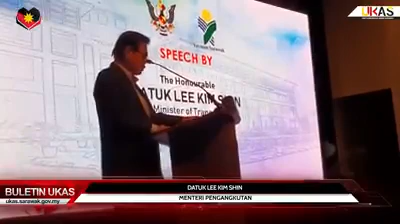 UKAS
SPEECH BY
The Honourable
DATUK LEE KIM SHIN
Minister of Trans
BULETIN UKAS
ukas.sarawak.gov.my
DATUK LEE KIM SHIN
MENTERI PENGANGKUTAN